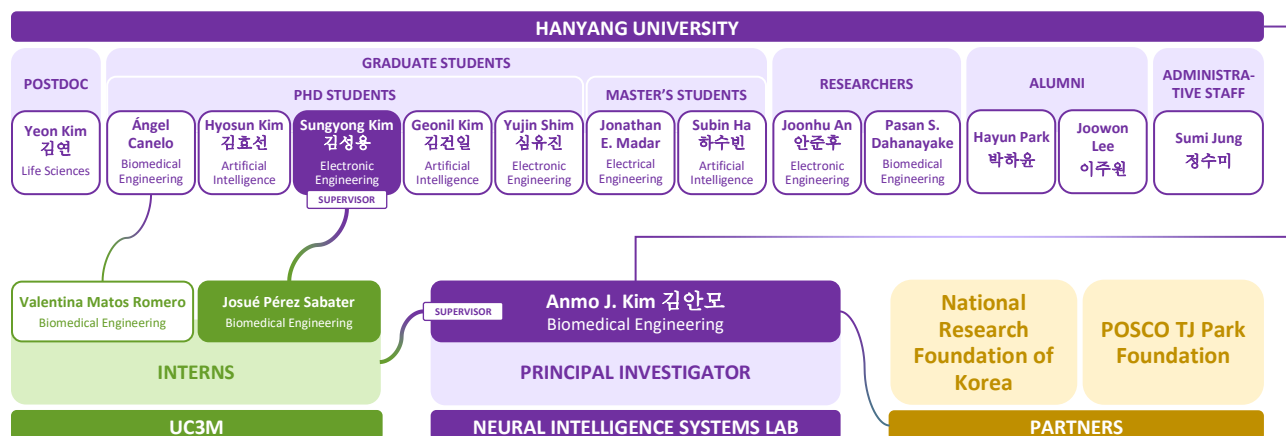 HANYANG UNIVERSITY
POSTDOC
GRADUATE STUDENTS
PHD STUDENTS
MASTER'S STUDENTS
RESEARCHERS
ALUMNI
ADMINISTRA-
TIVE STAFF
Yeon Kim
김연
Life Sciences
Ángel
Canelo
Biomedical
Engineering
Hyosun Kim
김효선
Artificial
Intelligence
Sungyong Kim
김성용
Electronic
Engineering
SUPERVISOR
Geonil Kim
김건일
Artificial
Intelligence
Yujin Shim
심유진
Electronic
Engineering
Jonathan
E. Madar
Electrical
Engineering
Subin Ha
하수빈
Artificial
Intelligence
Joonhu An
안준후
Electronic
Engineering
Pasan S.
Dahanayake
Biomedical
Engineering
Hayun Park
박하윤
Joowon
Lee
이주원
Sumi Jung
정수미
Valentina Matos Romero
Biomedical Engineering
Josué Pérez Sabater
Biomedical Engineering
INTERNS
UC3M
SUPERVISOR
Anmo J. Kim 김안모
Biomedical Engineering
PRINCIPAL INVESTIGATOR
NEURAL INTELLIGENCE SYSTEMS LAB
National
Research
Foundation of
Korea
POSCO TJ Park
Foundation
PARTNERS